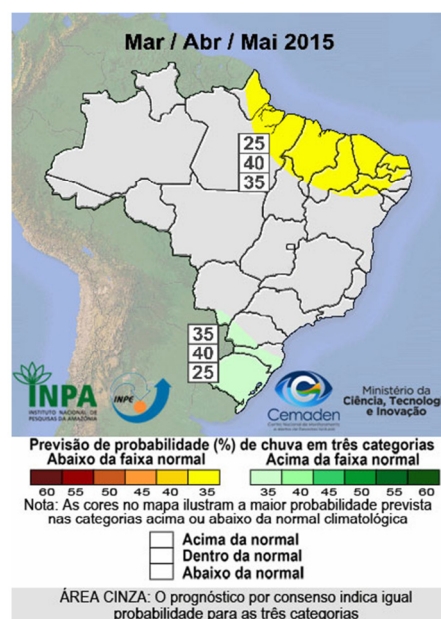 Mar / Abr / Mai 2015
25
40
35
35
40
25
INPA
INSTITUTO NACIONAL DE
PESQUISAS DA AMAZÔNIA
INPE
Cemaden
Ministério da
Ciência, Tecnolog
e Inovação
Previsão de probabilidade (%) de chuva em três categorias
Abaixo da faixa normal Acima da faixa normal
60 55 50 45 40 35 35 40 45 50 55 60
Nota: As cores no mapa ilustram a maior probabilidade prevista
nas categorias acima ou abaixo da normal climatológica
Acima da normal
Dentro da normal
Abaixo da normal
ÁREA CINZA: O prognóstico por consenso indica igual
probabilidade para as três categorias